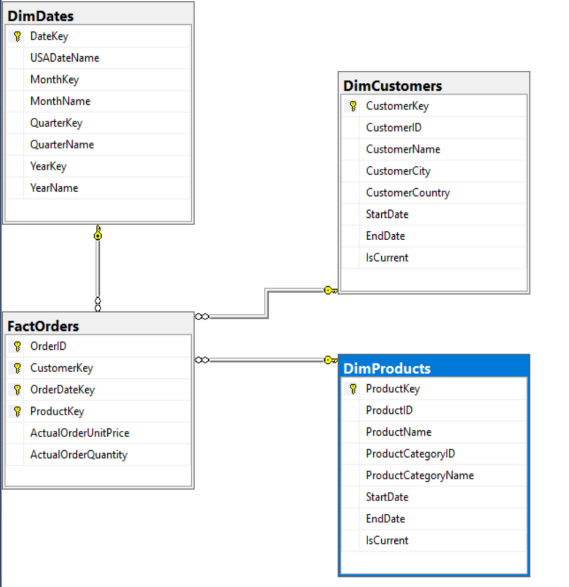 DimDates
DateKey
USADateName
MonthKey
MonthName
QuarterKey
QuarterName
YearKey
YearName
DimCustomers
CustomerKey
CustomerID
CustomerName
CustomerCity
CustomerCountry
StartDate
EndDate
IsCurrent
FactOrders
OrderID
CustomerKey
OrderDateKey
ProductKey
ActualOrderUnitPrice
ActualOrderQuantity
DimProducts
ProductKey
ProductID
ProductName
ProductCategoryID
ProductCategoryName
StartDate
EndDate
IsCurrent